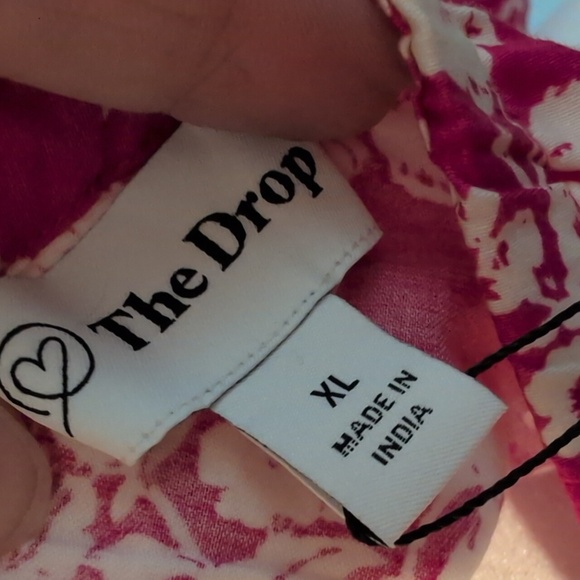 The Drop
XL
MADE IN
INDIA